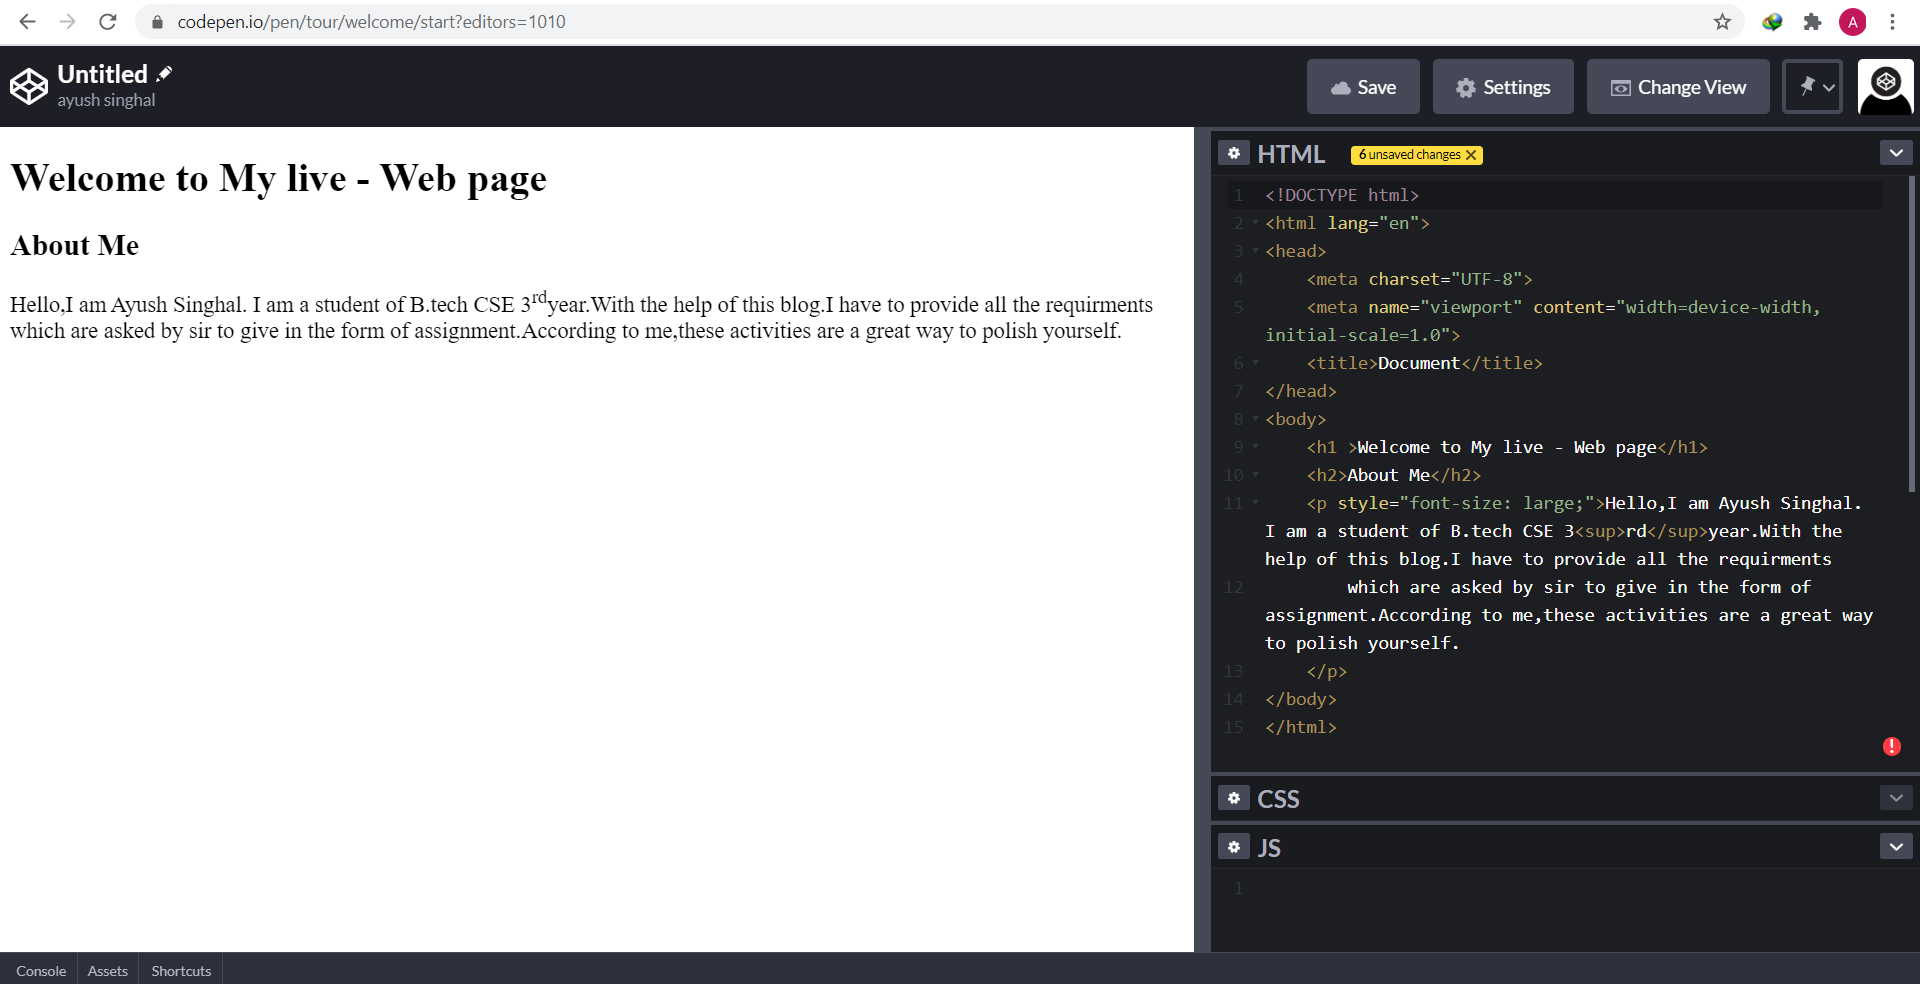 codepen.io/pen/tour/welcome/start?editors=1010
A
Untitled
ayush singhal
Save
Settings
Change View
Welcome to My live - Web page
About Me
Hello,I am Ayush Singhal. I am a student of B.tech CSE 3rdyear.With the help of this blog.I have to provide all the requirments
which are asked by sir to give in the form of assignment.According to me,these activities are a great way to polish yourself.
HTML
6 unsaved changes X
1 <!DOCTYPE html>
2 <html lang="en">
3 <head>
4 <meta charset="UTF-8">
5 <meta name="viewport" content="width=device-width,
initial-scale=1.0">
6 <title>Document</title>
7 </head>
8 <body>
9 <h1 >Welcome to My live - Web page</h1>
10 <h2>About Me</h2>
11 <p style="font-size: large;">Hello,I am Ayush Singhal.
I am a student of B.tech CSE 3<sup>rd</sup>year.With the
help of this blog.I have to provide all the requirments
12 which are asked by sir to give in the form of
assignment.According to me,these activities are a great way
to polish yourself.
13 </p>
14 </body>
15 </html>
!
CSS
JS
1
Console
Assets
Shortcuts